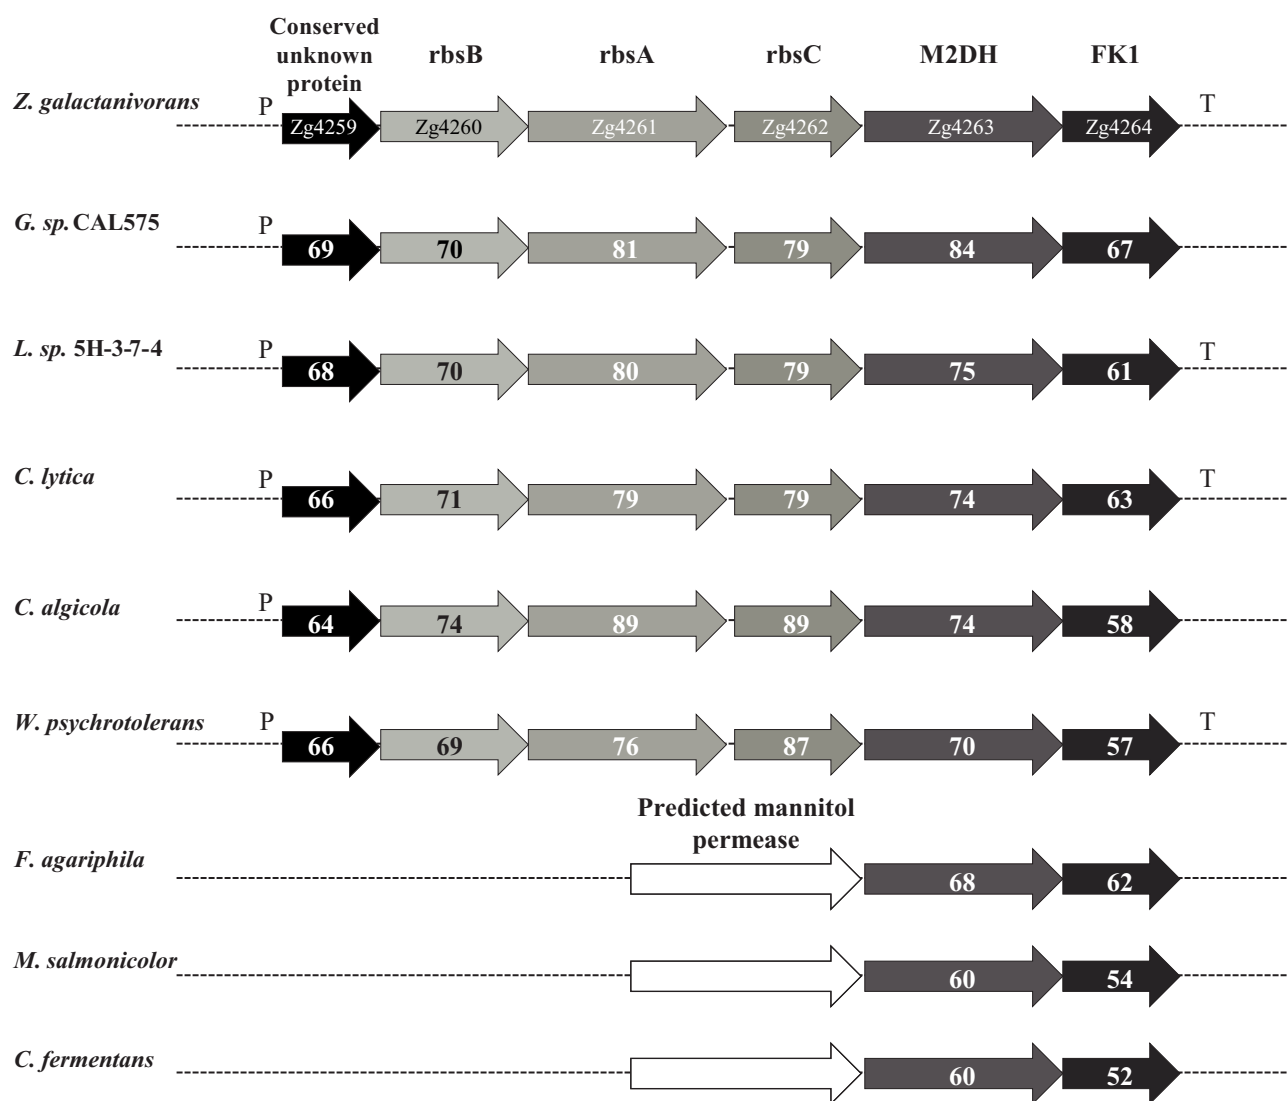 Conserved
unknown
protein
rbsB
rbsA
rbsC
M2DH
FK1
Z. galactanivorans
P
Zg4259
Zg4260
Zg4261
Zg4262
Zg4263
Zg4264
T
G. sp. CAL575
P
69
70
81
79
84
67
L. sp. 5H-3-7-4
P
68
70
80
79
75
61
T
C. lytica
P
66
71
79
79
74
63
T
C. algicola
P
64
74
89
89
74
58
W. psychrotolerans
P
66
69
76
87
70
57
T
Predicted mannitol
permease
F. agariphila
68
62
M. salmonicolor
60
54
C. fermentans
60
52